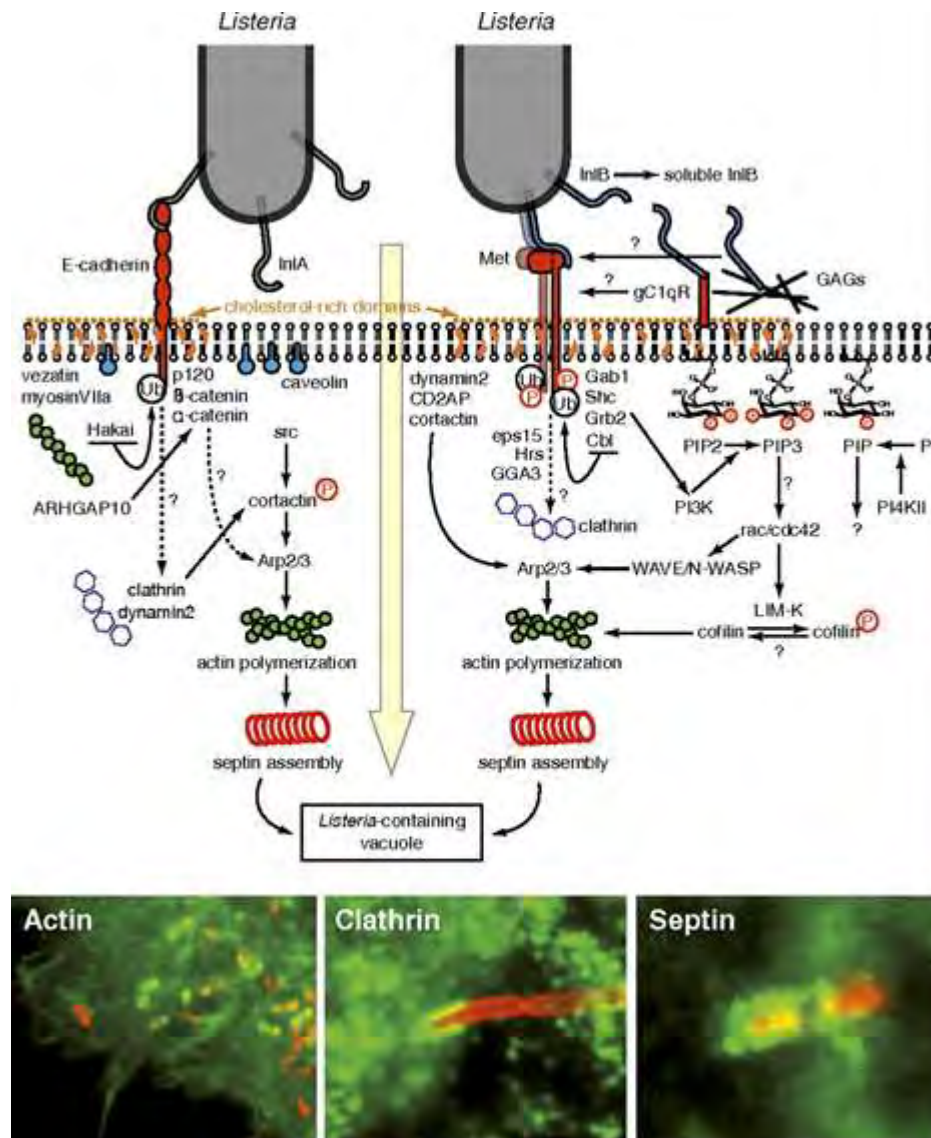 Listeria
Listeria
InlB
soluble InlB
E-cadherin
InlA
Met
?
GAGs
?
gC1qR
cholesterol-rich domains
vezatin
myosinVIIa
Ub
p120
β-catenin
α-catenin
caveolin
Hakai
ARHGAP10
?
?
src
cortactin
P
Arp2/3
clathrin
dynamin2
actin polymerization
septin assembly
dynamin2
CD2AP
cortactin
Ub
P
P
Ub
Gab1
Shc
Grb2
Cbl
eps15
Hrs
GGA3
?
clathrin
P
P
P
P
P
PIP2
PIP3
PIP
P
PI3K
?
?
PI4KII
rac/cdc42
Arp2/3
WAVE/N-WASP
LIM-K
cofilin
cofilin
P
?
actin polymerization
septin assembly
Listeria-containing
vacuole
Actin
Clathrin
Septin